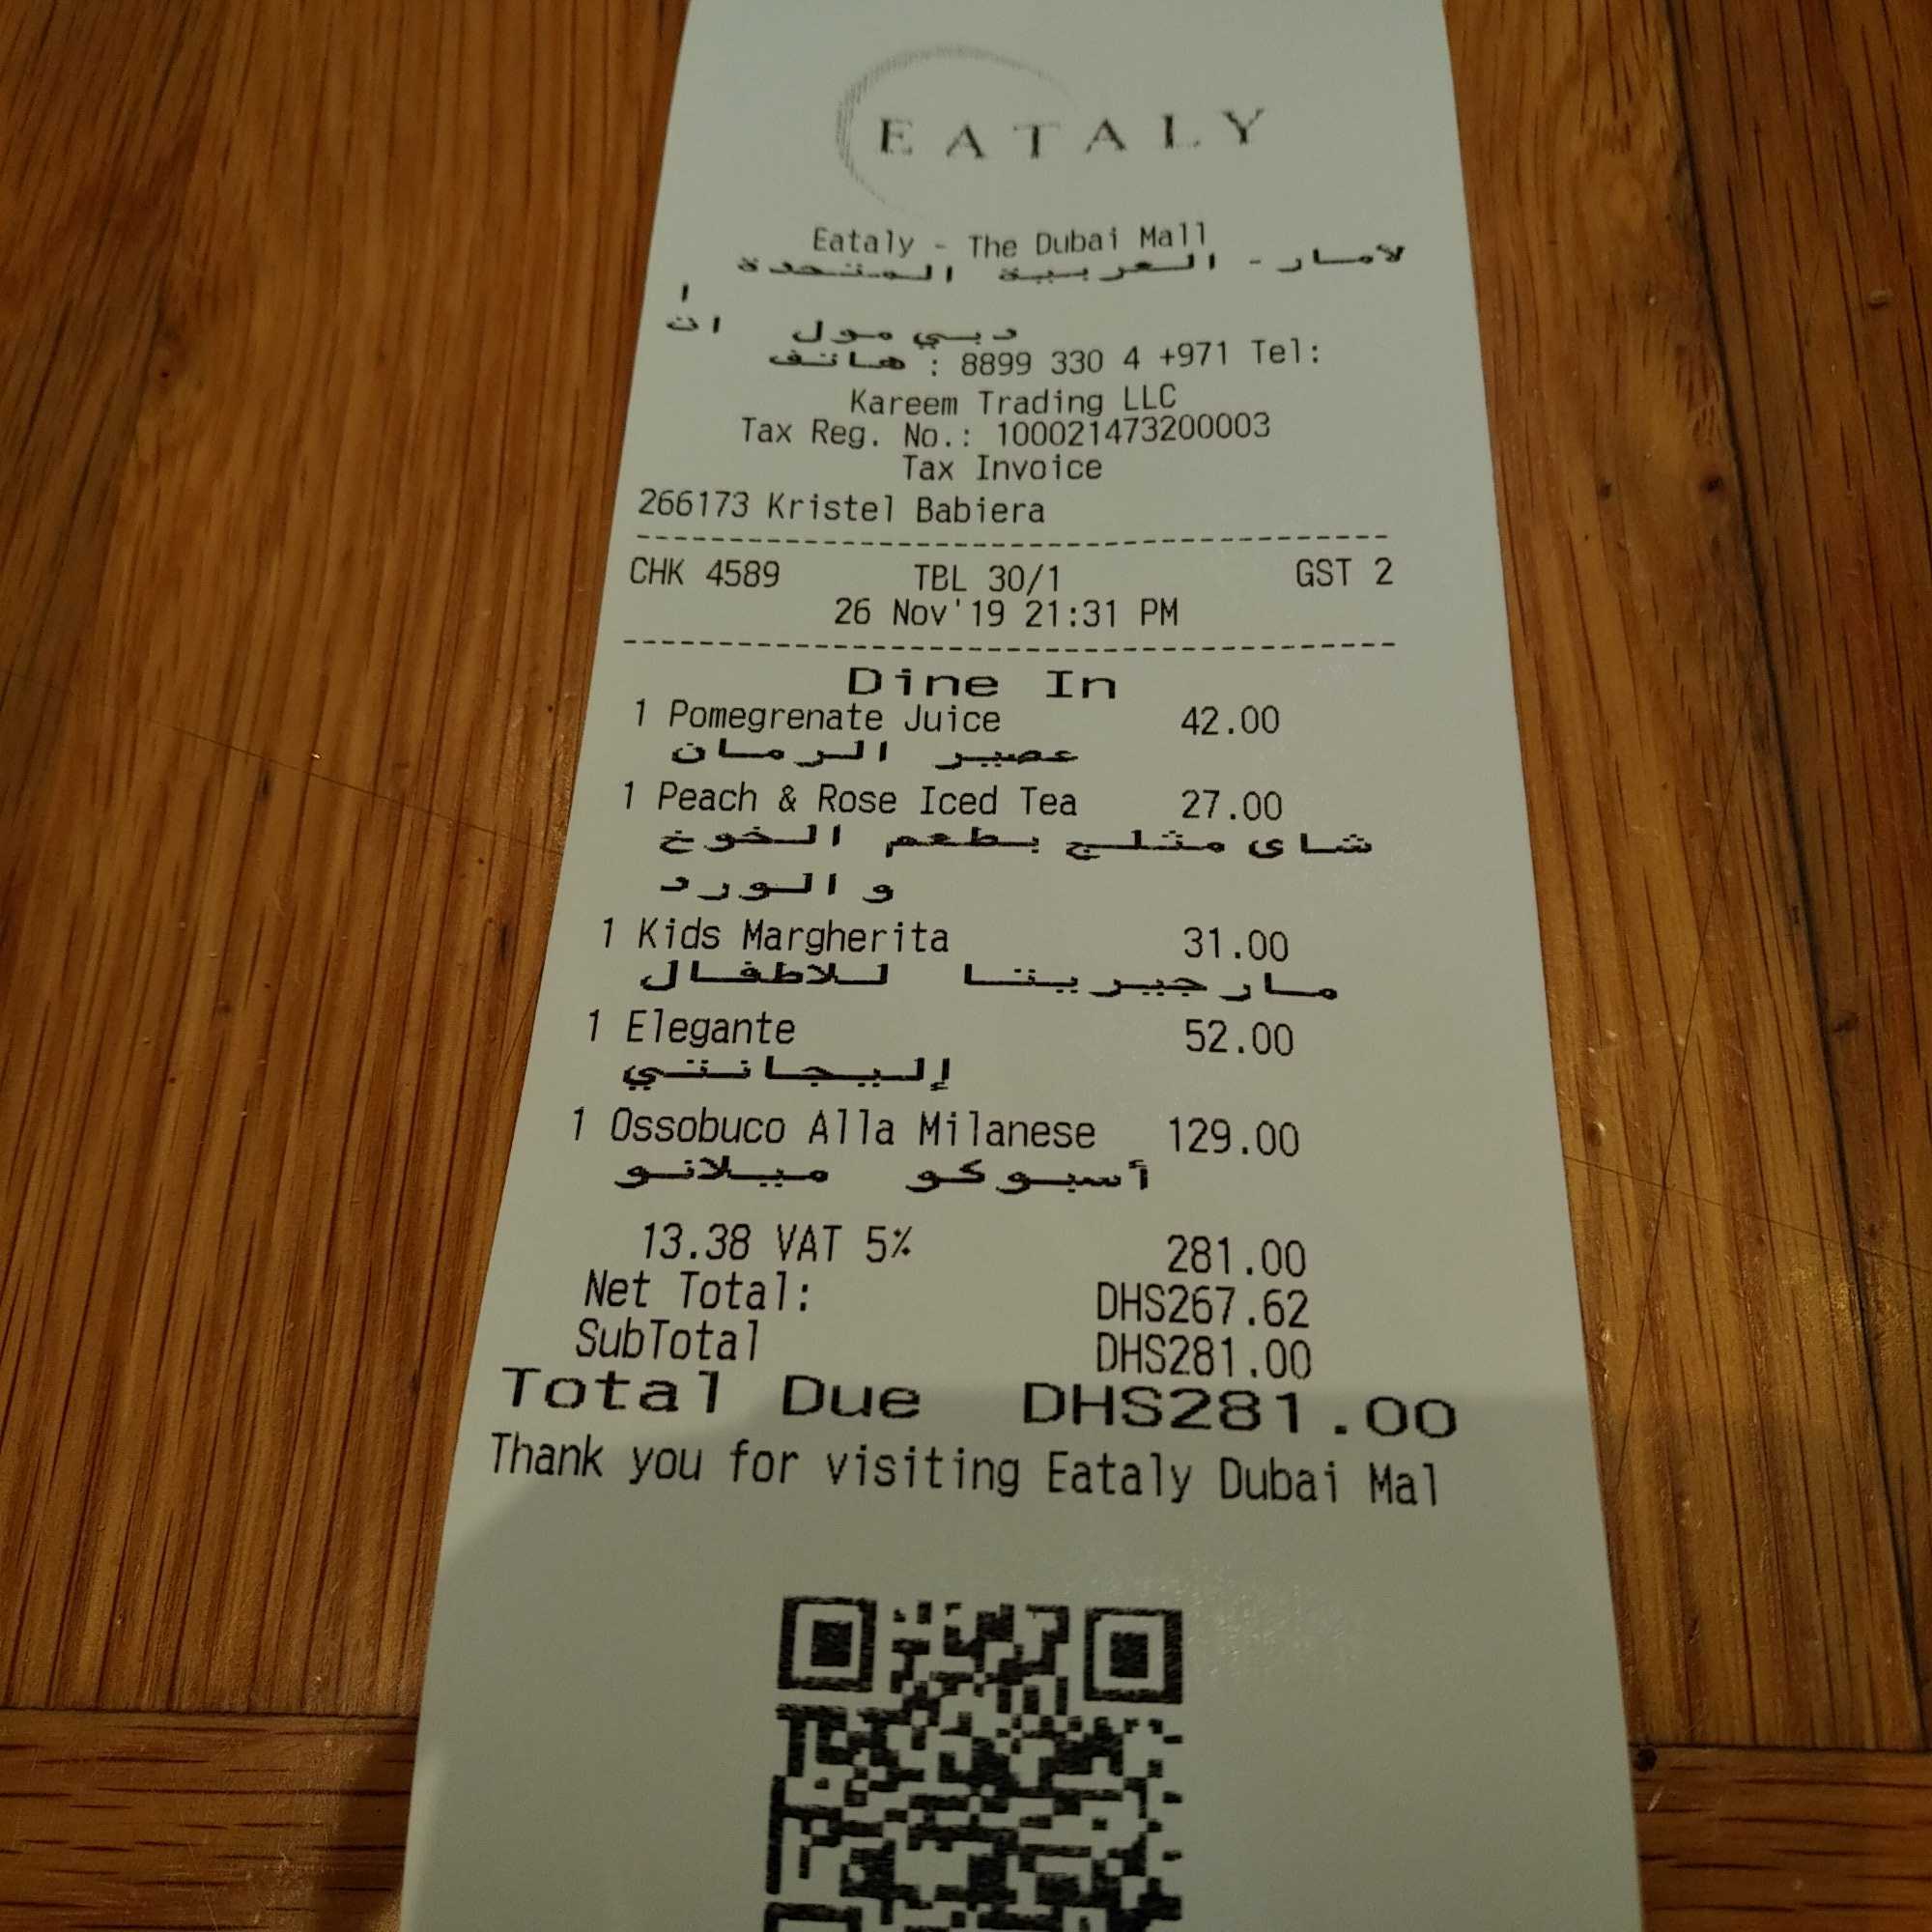 EATALY
Eataly - The Dubai Mall
لامار - العربية المتحدة
ا
دبي مول ان
هاتف : 8899 330 4 +971 Tel:
Kareem Trading LLC
Tax Reg. No.: 100021473200003
Tax Invoice
266173 Kristel Babiera
CHK 4589 TBL 30/1 GST 2
26 Nov'19 21:31 PM
Dine In
1 Pomegrenate Juice 42.00
عصير الرمان
1 Peach & Rose Iced Tea 27.00
شاى مثلج بطعم الخوخ
والورد
1 Kids Margherita 31.00
مارجيريتا للاطفال
1 Elegante 52.00
إليجانتي
1 Ossobuco Alla Milanese 129.00
أسبوكو ميلانو
13.38 VAT 5% 281.00
Net Total: DHS267.62
SubTotal DHS281.00
Total Due DHS281.00
Thank you for visiting Eataly Dubai Mal